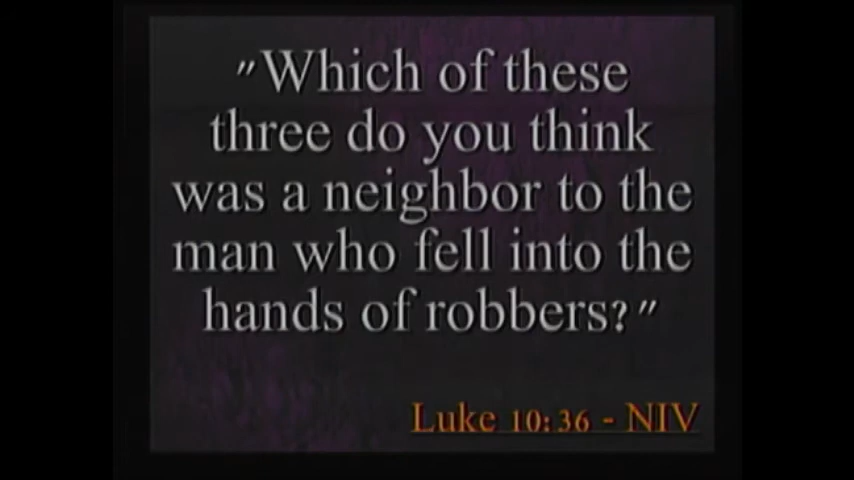 "Which of these
three do you think
was a neighbor to the
man who fell into the
hands of robbers?"
Luke 10:36 - NIV